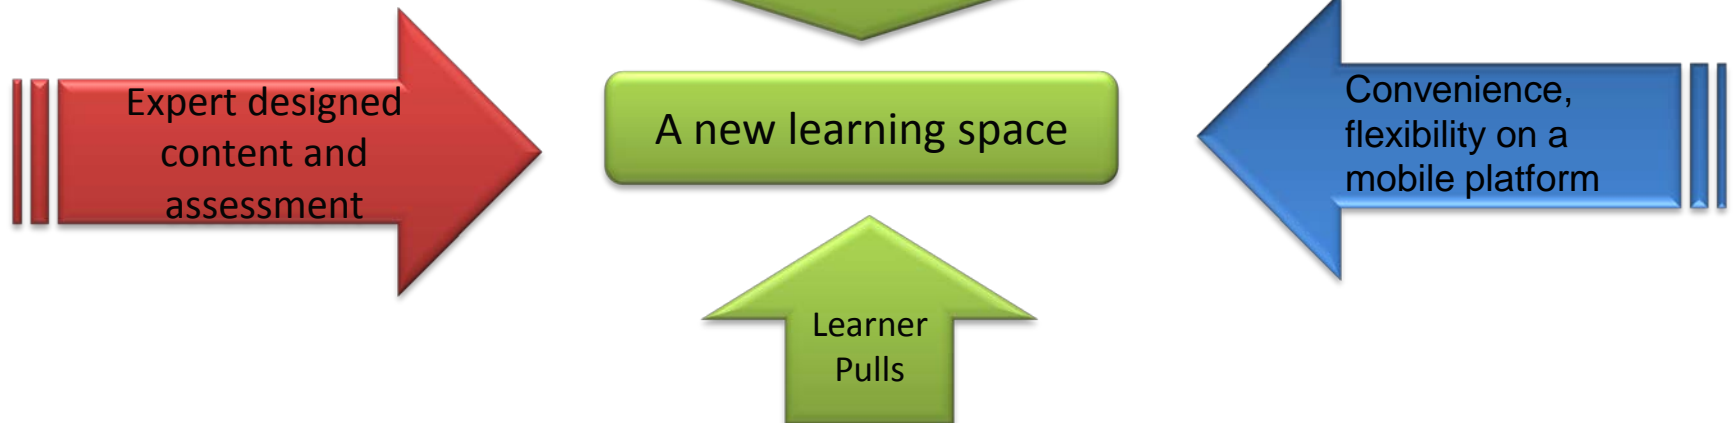 Expert designed
content and
assessment
A new learning space
Convenience,
flexibility on a
mobile platform
Learner
Pulls